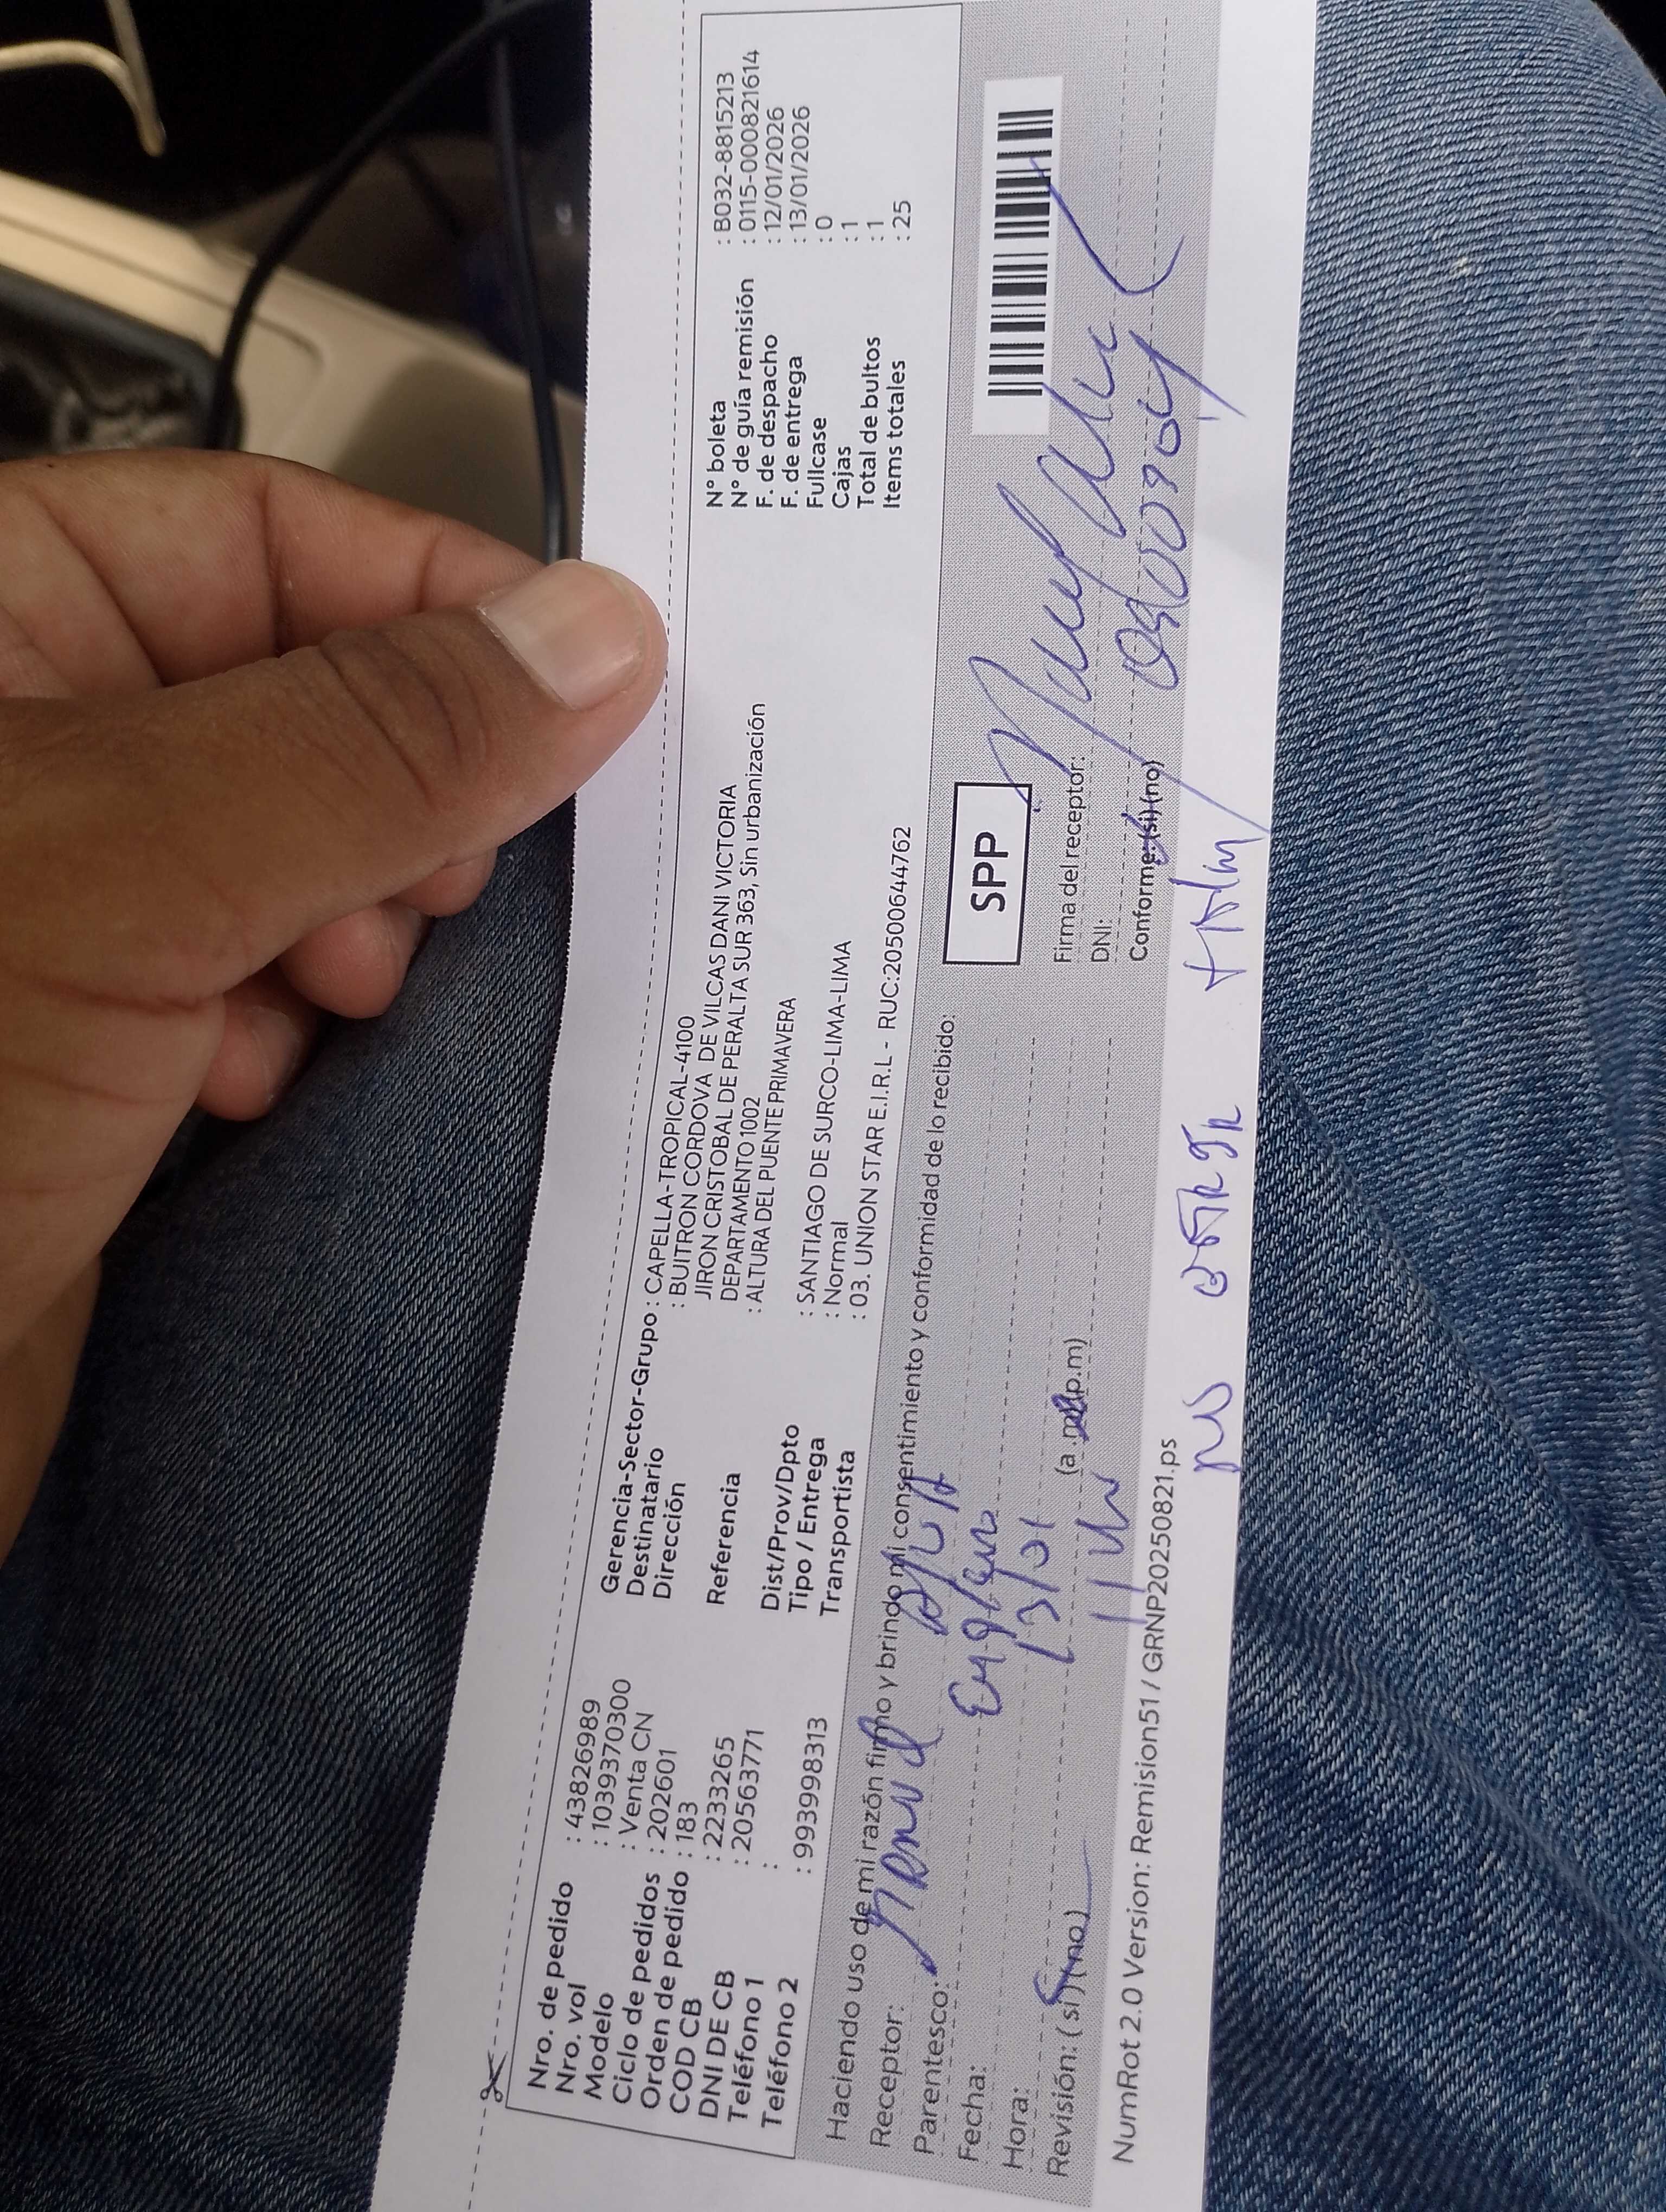 Nro. de pedido : 43826989
Nro. vol : 10393370300
Modelo : Venta CN
Ciclo de pedidos : 202601
Orden de pedido : 183
COD CB : 2233265
DNI DE CB : 20563771
Teléfono 1 :
Teléfono 2 : 993998313
Gerencia-Sector-Grupo : CAPELLA-TROPICAL-4100
Destinatario : BUITRON CORDOVA DE VILCAS DANI VICTORIA
Dirección JIRON CRISTOBAL DE PERALTA SUR 363, Sin urbanización
DEPARTAMENTO 1002
Referencia : ALTURA DEL PUENTE PRIMAVERA
Dist/Prov/Dpto : SANTIAGO DE SURCO-LIMA-LIMA
Tipo / Entrega : Normal
Transportista : 03. UNION STAR E.I.R.L - RUC:20500644762
N° boleta : B032-8815213
N° de guía remisión : 0115-0000821614
F. de despacho : 12/01/2026
F. de entrega : 13/01/2026
Fullcase : 0
Cajas : 1
Total de bultos : 1
Items totales : 25
Haciendo uso de mi razón firmo y brindo mi consentimiento y conformidad de lo recibido:
SPP
Receptor:
Parentesco:
Fecha: 13/01
Hora: (a.m p.m)
Revisión: (si)(no)
Firma del receptor:
DNI:
Conforme: (si) (no)
NumRot 2.0 Version: Remision51 / GRNP20250821.ps